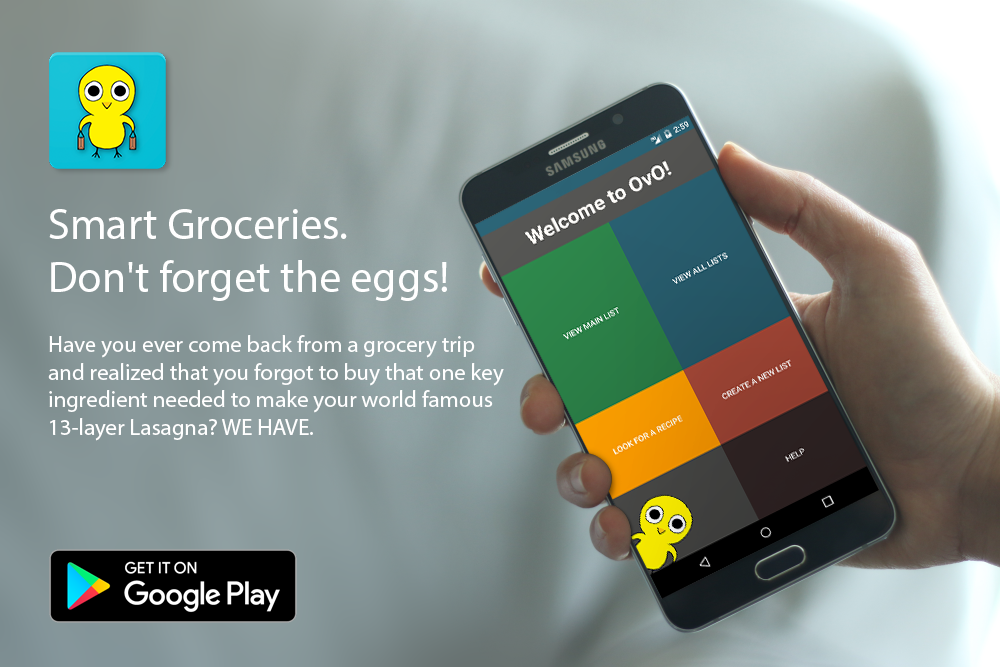 Smart Groceries.
Don't forget the eggs!
Have you ever come back from a grocery trip
and realized that you forgot to buy that one key
ingredient needed to make your world famous
13-layer Lasagna? WE HAVE.
GET IT ON
Google Play
SAMSUNG
2:59
Welcome to OvO!
VIEW MAIN LIST
VIEW ALL LISTS
LOOK FOR A RECIPE
CREATE A NEW LIST
HELP